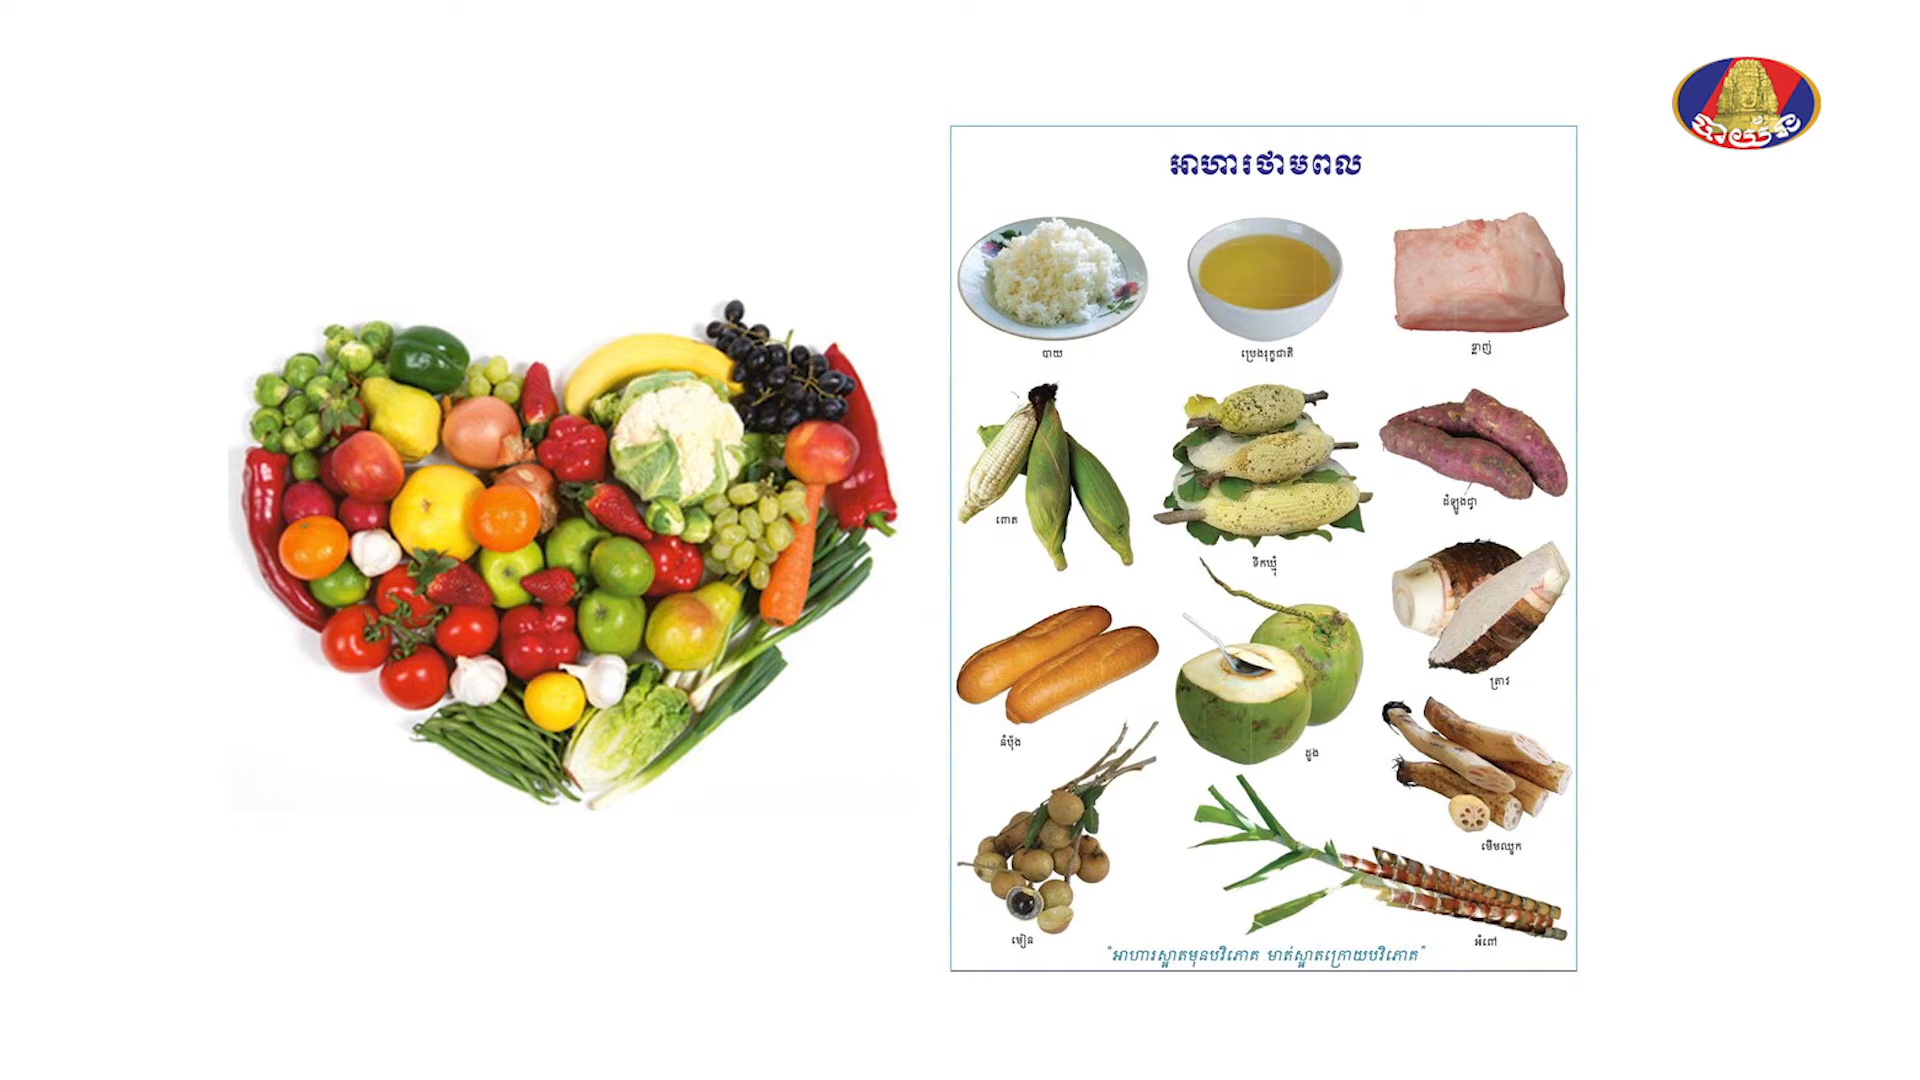 បាយ័ន
អាហារថាមពល
បាយ
ប្រេងរុក្ខជាតិ
ខ្លាញ់
ពោត
ទឹកឃ្មុំ
ដំឡូងជ្វា
នំប៉័ង
ដូង
ត្រាវ
មៀន
មើមឈូក
អំពៅ
"អាហារស្អាតមុនបរិភោគ មាត់ស្អាតក្រោយបរិភោគ"